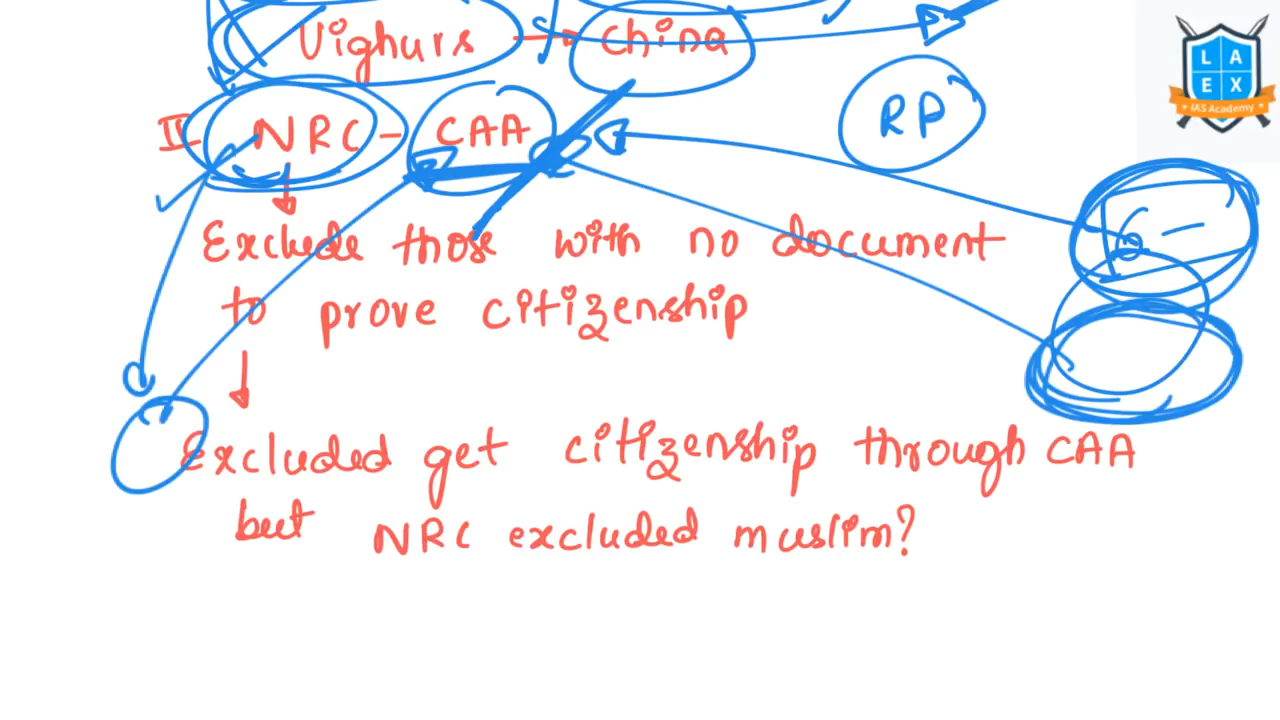 Uighurs → China
RP
II NRC - CAA
Exclude those with no document
to prove citizenship
Excluded get citizenship through CAA
but NRC excluded muslim?
6 -
L A
E X
IAS Academy